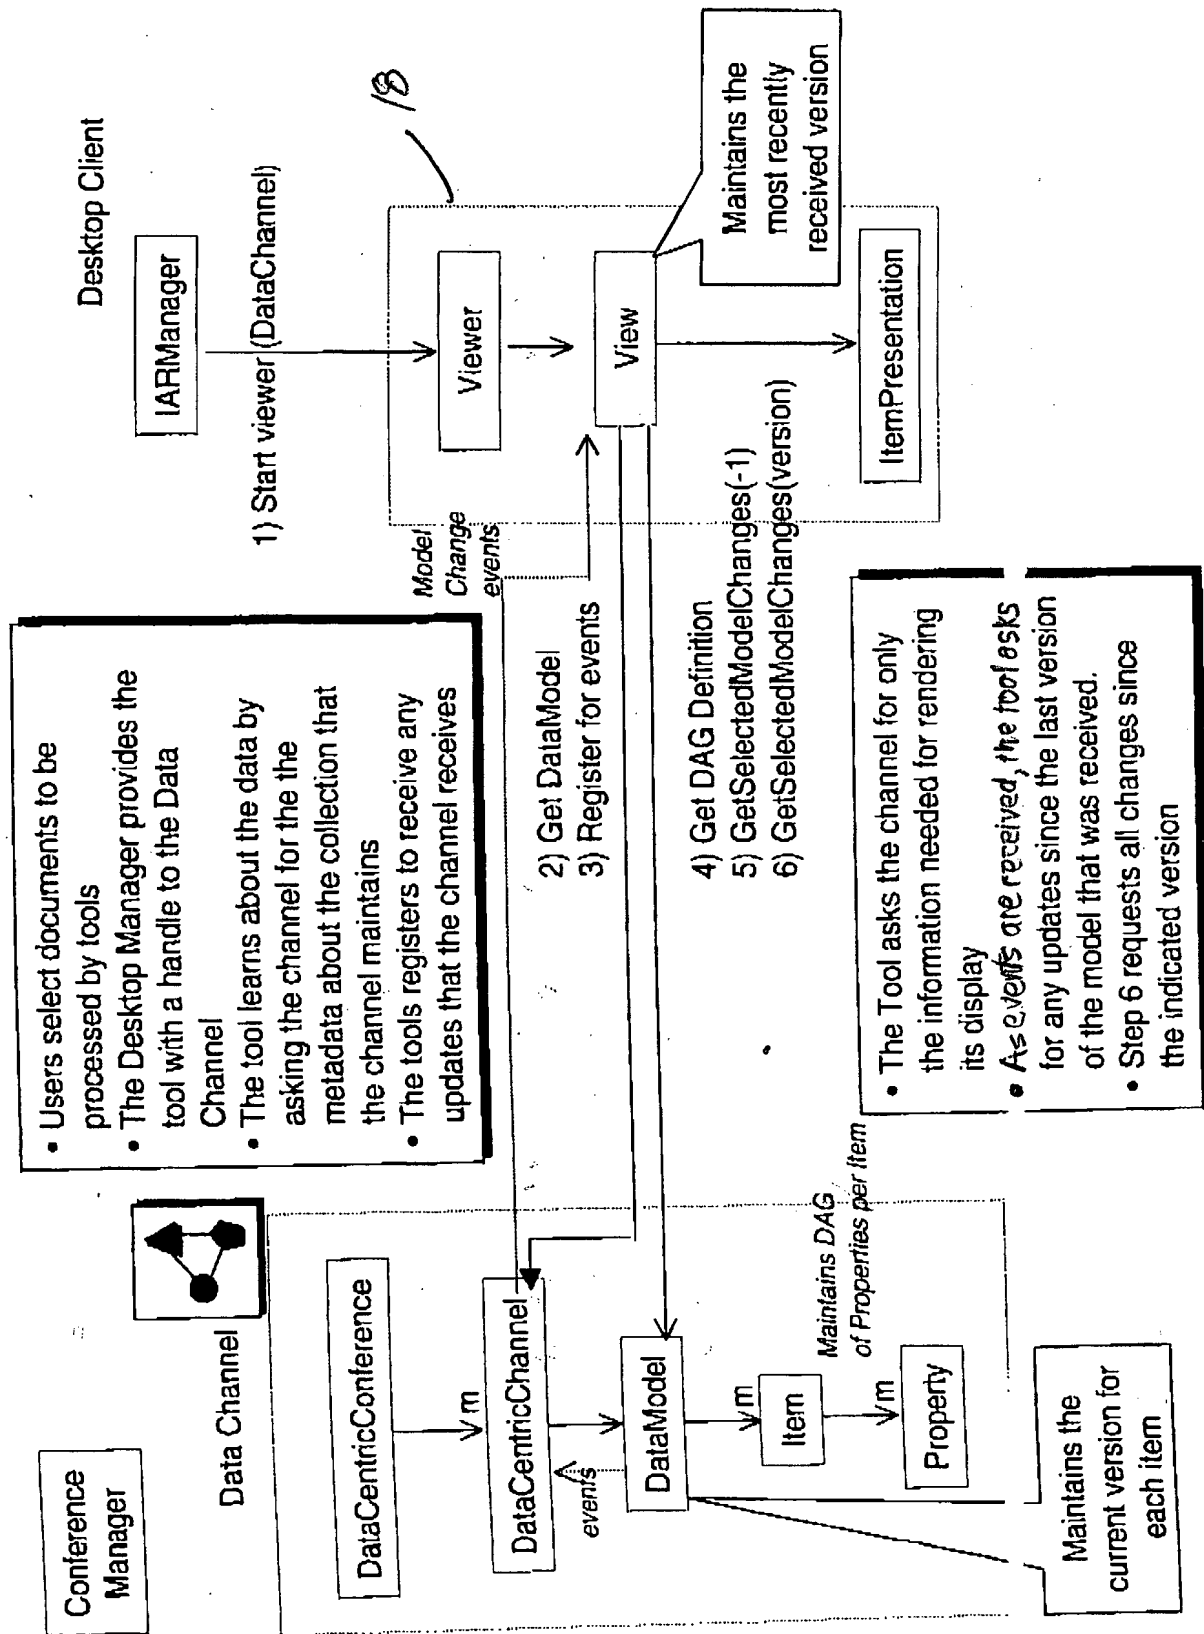 Conference
Manager
Data Channel
DataCentricConference
m
DataCentricChannel
events
DataModel
m
Item
m
Property
Maintains DAG
of Properties per Item
Maintains the
current version for
each item
• Users select documents to be
processed by tools
• The Desktop Manager provides the
tool with a handle to the Data
Channel
• The tool learns about the data by
asking the channel for the the
metadata about the collection that
the channel maintains
• The tools registers to receive any
updates that the channel receives
2) Get DataModel
3) Register for events
4) Get DAG Definition
5) GetSelectedModelChanges(-1)
6) GetSelectedModelChanges(version)
• The Tool asks the channel for only
the information needed for rendering
its display
• As events are received, the tool asks
for any updates since the last version
of the model that was received.
• Step 6 requests all changes since
the indicated version
Desktop Client
IARManager
1) Start viewer (DataChannel)
18
Model
Change
events
Viewer
View
ItemPresentation
Maintains the
most recently
received version